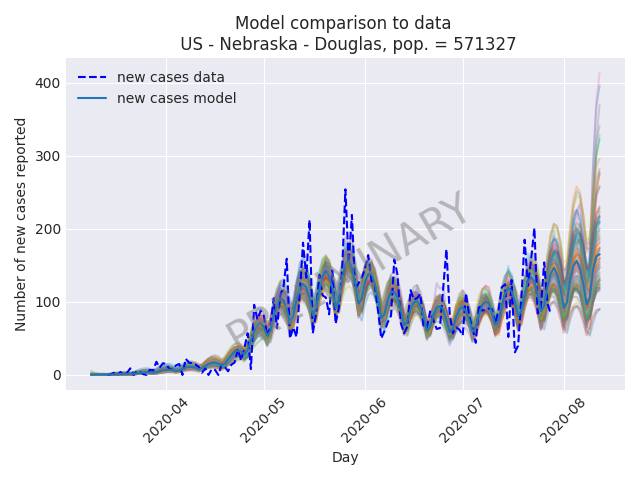 Model comparison to data
US - Nebraska - Douglas, pop. = 571327
new cases data
new cases model
PRELIMINARY
Number of new cases reported
400
300
200
100
0
2020-04
2020-05
2020-06
2020-07
2020-08
Day